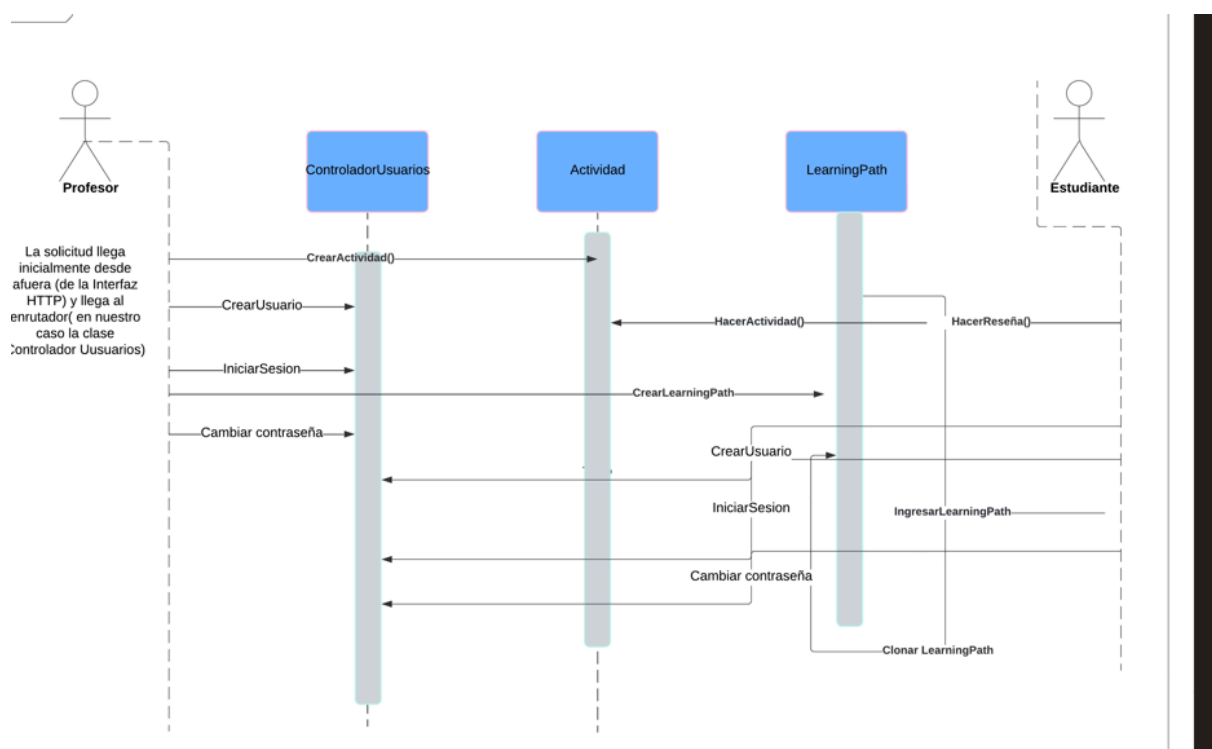 Profesor
ControladorUsuarios
Actividad
LearningPath
Estudiante
La solicitud llega
inicialmente desde
afuera (de la Interfaz
HTTP) y llega al
enrutador( en nuestro
caso la clase
Controlador Uusuarios)
CrearActividad()
CrearUsuario
HacerActividad()
HacerReseña()
IniciarSesion
CrearLearningPath
Cambiar contraseña
CrearUsuario
IniciarSesion
IngresarLearningPath
Cambiar contraseña
Clonar LearningPath